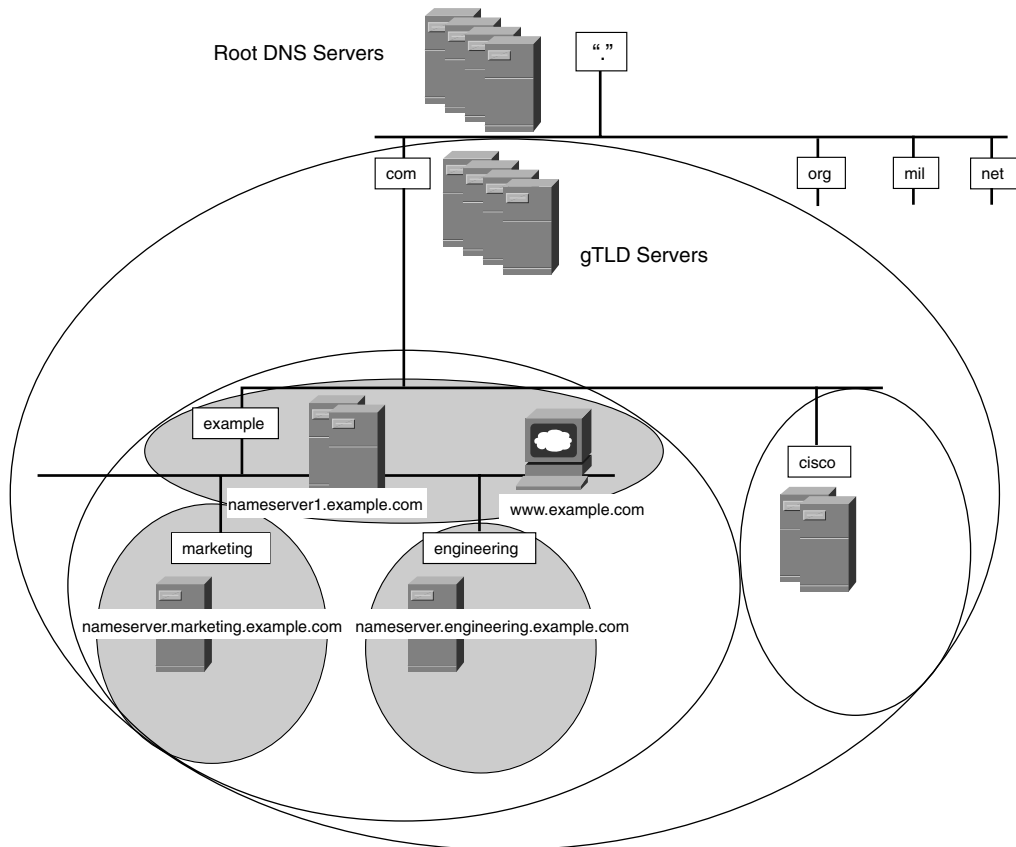 Root DNS Servers
“.”
com
org
mil
net
gTLD Servers
example
cisco
nameserver1.example.com
www.example.com
marketing
engineering
nameserver.marketing.example.com
nameserver.engineering.example.com